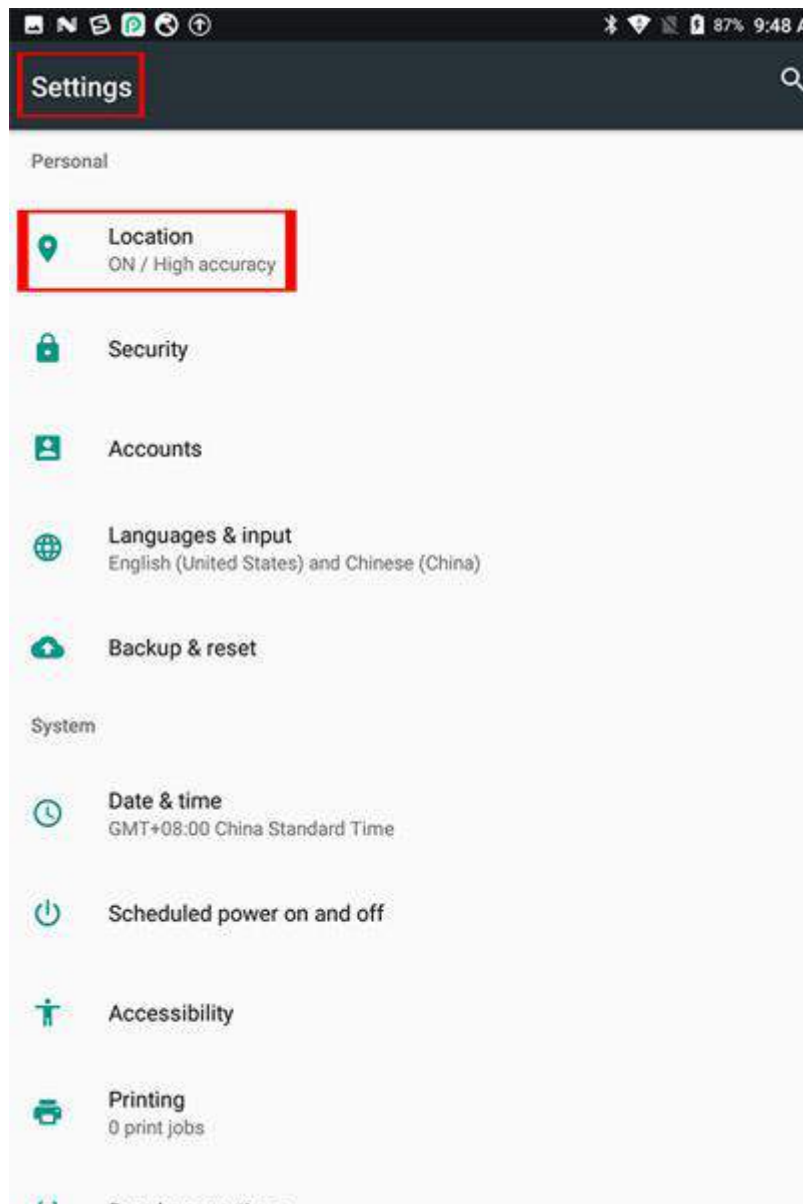 87% 9:48 A
Settings
Personal
Location
ON / High accuracy
Security
Accounts
Languages & input
English (United States) and Chinese (China)
Backup & reset
System
Date & time
GMT+08:00 China Standard Time
Scheduled power on and off
Accessibility
Printing
0 print jobs